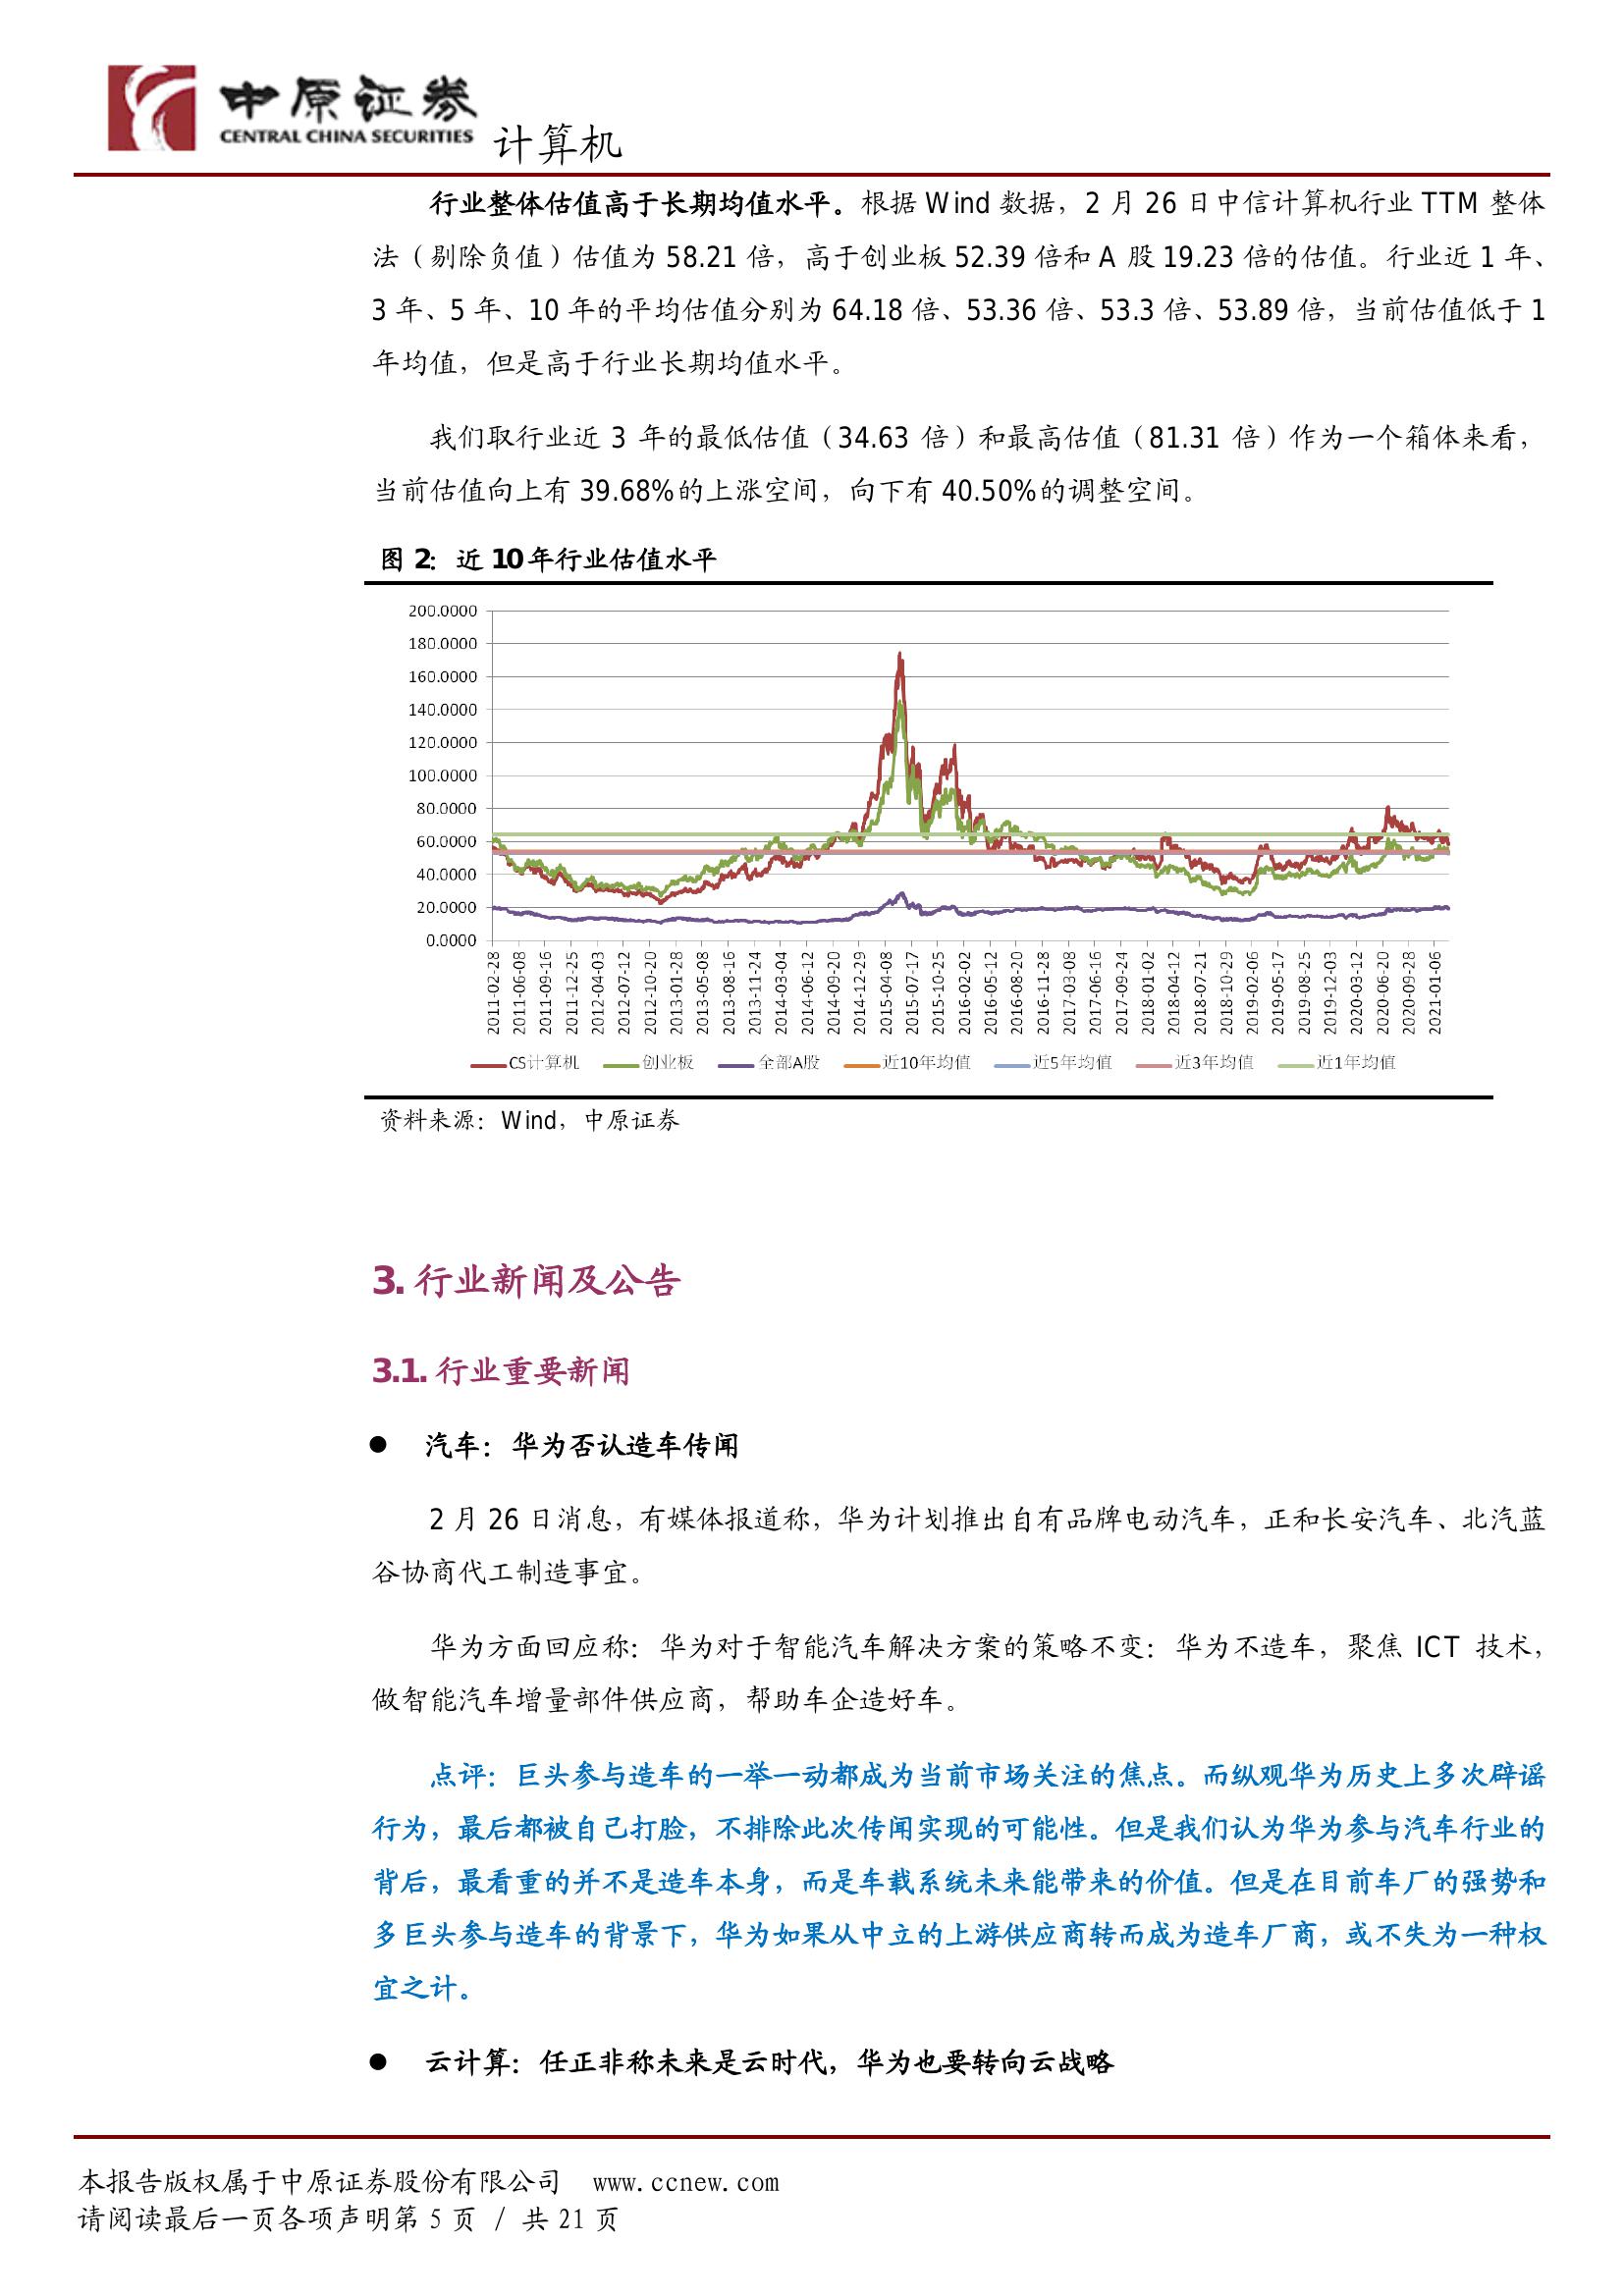 中原证券
CENTRAL CHINA SECURITIES
计算机
行业整体估值高于长期均值水平。根据 Wind 数据，2 月 26 日中信计算机行业 TTM 整体
法（剔除负值）估值为 58.21 倍，高于创业板 52.39 倍和 A 股 19.23 倍的估值。行业近 1 年、
3 年、5 年、10 年的平均估值分别为 64.18 倍、53.36 倍、53.3 倍、53.89 倍，当前估值低于 1
年均值，但是高于行业长期均值水平。
我们取行业近 3 年的最低估值（34.63 倍）和最高估值（81.31 倍）作为一个箱体来看，
当前估值向上有 39.68%的上涨空间，向下有 40.50%的调整空间。
图 2：近 10 年行业估值水平
200.0000
180.0000
160.0000
140.0000
120.0000
100.0000
80.0000
60.0000
40.0000
20.0000
0.0000
2011-02-28
2011-06-08
2011-09-16
2011-12-25
2012-04-03
2012-07-12
2012-10-20
2013-01-28
2013-05-08
2013-08-16
2013-11-24
2014-03-04
2014-06-12
2014-09-20
2014-12-29
2015-04-08
2015-07-17
2015-10-25
2016-02-02
2016-05-12
2016-08-20
2016-11-28
2017-03-08
2017-06-16
2017-09-24
2018-01-02
2018-04-12
2018-07-21
2018-10-29
2019-02-06
2019-05-17
2019-08-25
2019-12-03
2020-03-12
2020-06-20
2020-09-28
2021-01-06
CS计算机 创业板 全部A股 近10年均值 近5年均值 近3年均值 近1年均值
资料来源：Wind，中原证券
3. 行业新闻及公告
3.1. 行业重要新闻
● 汽车：华为否认造车传闻
2 月 26 日消息，有媒体报道称，华为计划推出自有品牌电动汽车，正和长安汽车、北汽蓝
谷协商代工制造事宜。
华为方面回应称：华为对于智能汽车解决方案的策略不变：华为不造车，聚焦 ICT 技术，
做智能汽车增量部件供应商，帮助车企造好车。
点评：巨头参与造车的一举一动都成为当前市场关注的焦点。而纵观华为历史上多次辟谣
行为，最后都被自己打脸，不排除此次传闻实现的可能性。但是我们认为华为参与汽车行业的
背后，最看重的并不是造车本身，而是车载系统未来能带来的价值。但是在目前车厂的强势和
多巨头参与造车的背景下，华为如果从中立的上游供应商转而成为造车厂商，或不失为一种权
宜之计。
● 云计算：任正非称未来是云时代，华为也要转向云战略
本报告版权属于中原证券股份有限公司 www.ccnew.com
请阅读最后一页各项声明第 5 页 / 共 21 页